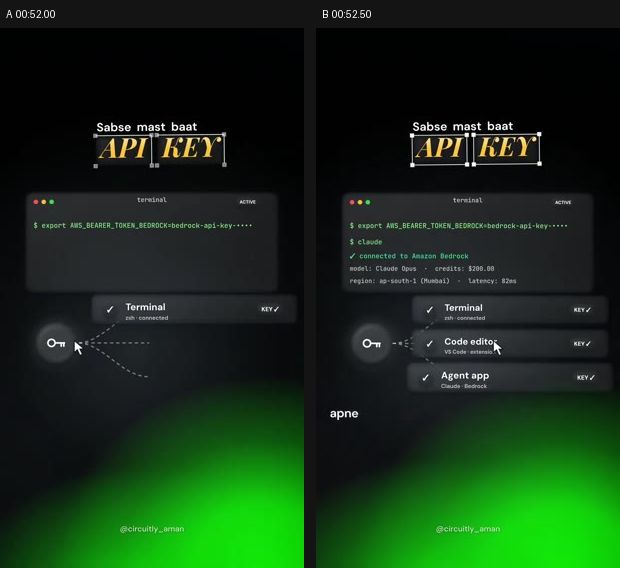 A 00:52.00
Sabse mast baat
API KEY
terminal
ACTIVE
$ export AWS_BEARER_TOKEN_BEDROCK=bedrock-api-key-••••
✓ Terminal
zsh · connected
KEY ✓
@circuitly_aman
B 00:52.50
Sabse mast baat
API KEY
terminal
ACTIVE
$ export AWS_BEARER_TOKEN_BEDROCK=bedrock-api-key-••••
$ claude
✓ connected to Amazon Bedrock
model: Claude Opus · credits: $200.00
region: ap-south-1 (Mumbai) · latency: 82ms
✓ Terminal
zsh · connected
KEY ✓
✓ Code editor
VS Code · extension
KEY ✓
✓ Agent app
Claude · Bedrock
KEY ✓
apne
@circuitly_aman